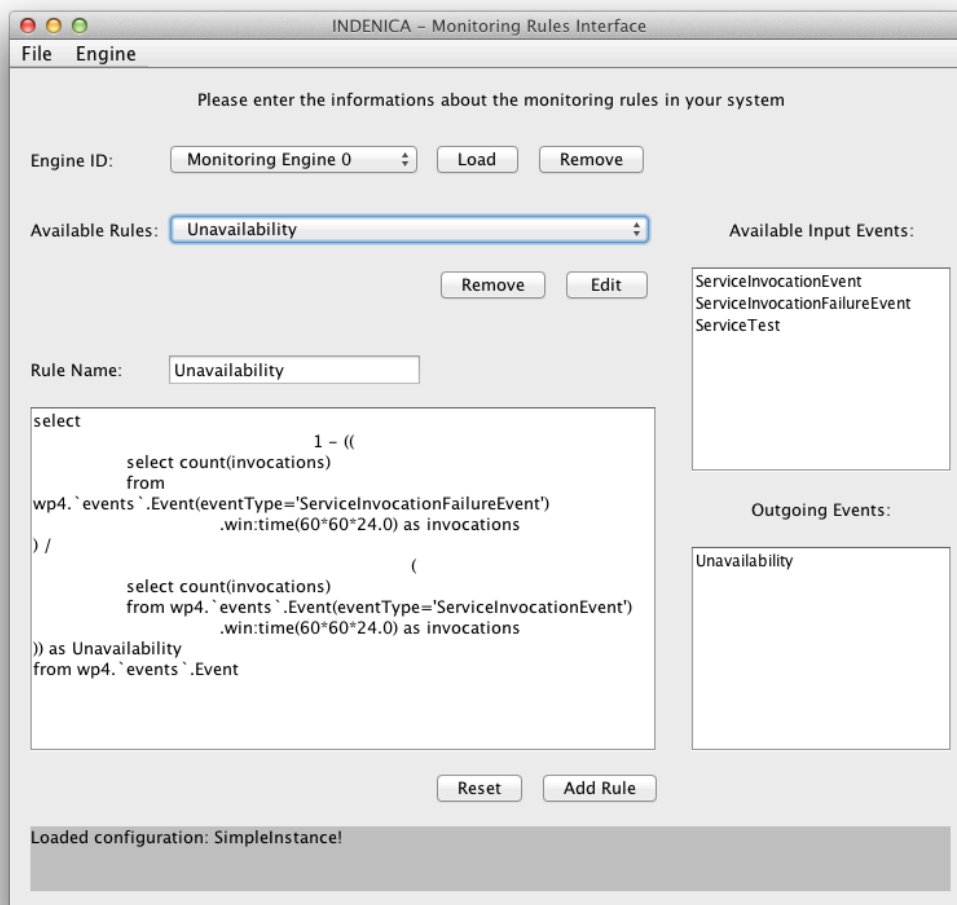 INDENICA – Monitoring Rules Interface
File Engine
Please enter the informations about the monitoring rules in your system
Engine ID: Monitoring Engine 0 Load Remove
Available Rules: Unavailability
Remove Edit
Rule Name: Unavailability
select
1 - ((
select count(invocations)
from
wp4.`events`.Event(eventType='ServiceInvocationFailureEvent')
.win:time(60*60*24.0) as invocations
) /
(
select count(invocations)
from wp4.`events`.Event(eventType='ServiceInvocationEvent')
.win:time(60*60*24.0) as invocations
)) as Unavailability
from wp4.`events`.Event
Reset Add Rule
Available Input Events:
ServiceInvocationEvent
ServiceInvocationFailureEvent
ServiceTest
Outgoing Events:
Unavailability
Loaded configuration: SimpleInstance!